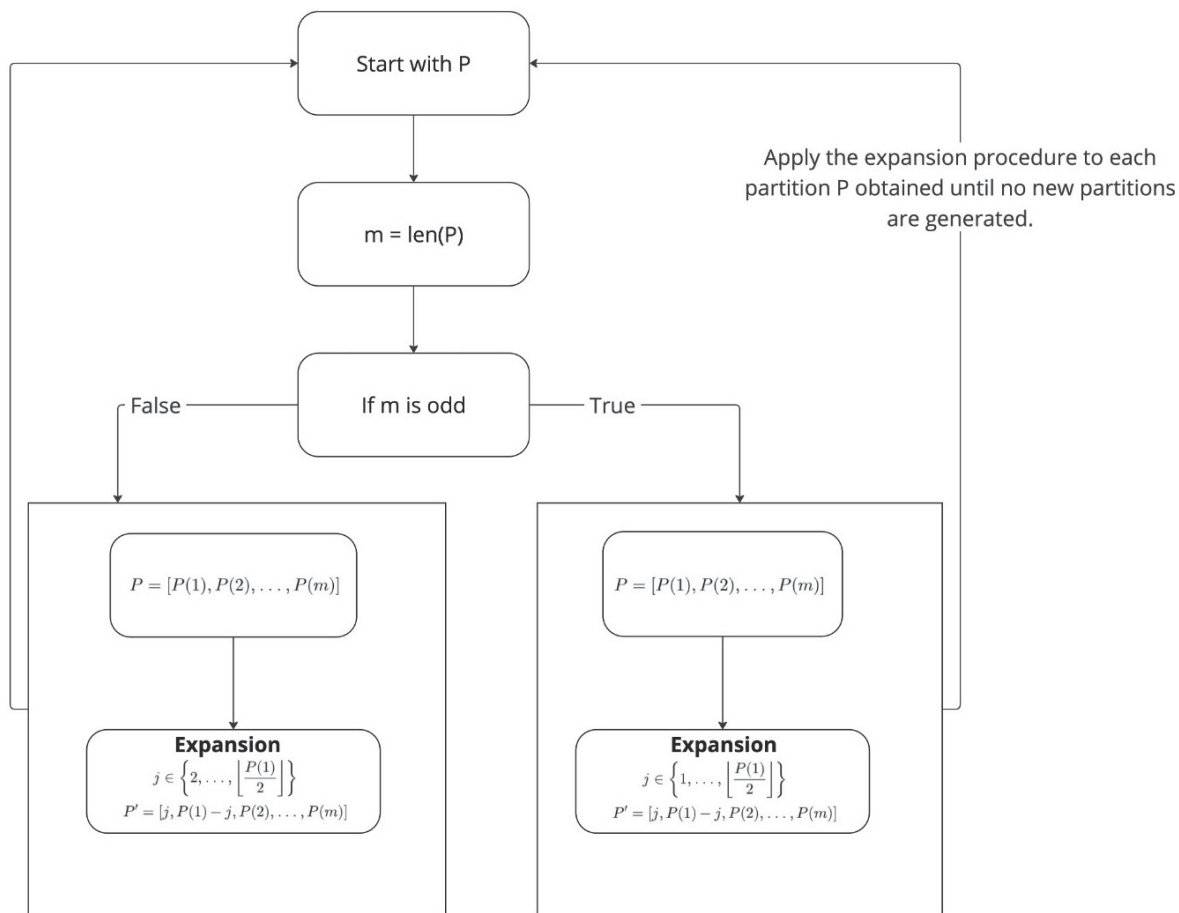 Start with P
Apply the expansion procedure to each
partition P obtained until no new partitions
are generated.
m = len(P)
False
If m is odd
True
P = [P(1), P(2), . . . , P(m)]
P = [P(1), P(2), . . . , P(m)]
Expansion
j ∈ {2, . . . , ⌊P(1)/2⌋}
P′ = [j, P(1) − j, P(2), . . . , P(m)]
Expansion
j ∈ {1, . . . , ⌊P(1)/2⌋}
P′ = [j, P(1) − j, P(2), . . . , P(m)]